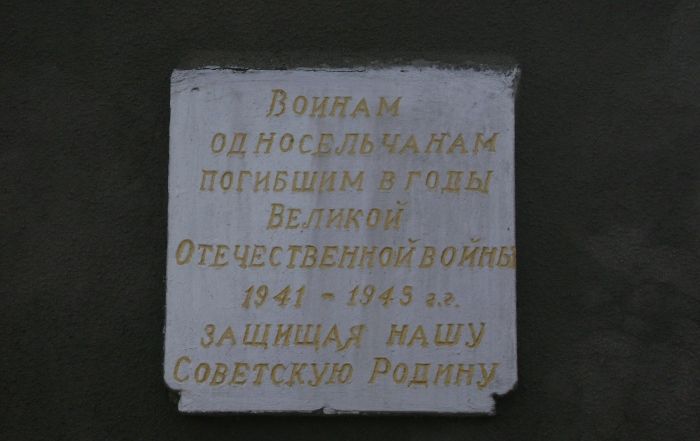 Воинам
односельчанам
погибшим в годы
Великой
Отечественной войны
1941 - 1945 г.г.
защищая нашу
Советскую Родину